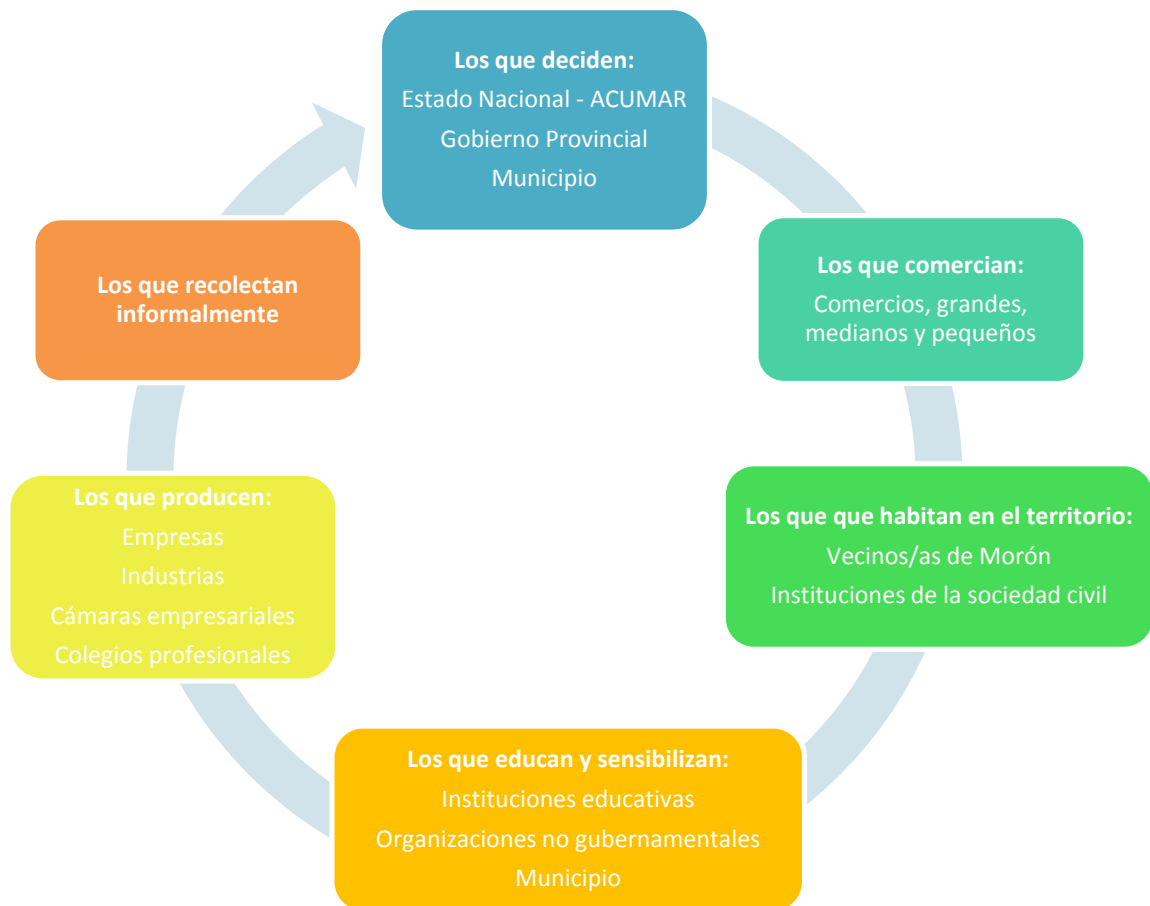 Los que deciden:
Estado Nacional - ACUMAR
Gobierno Provincial
Municipio
Los que comercian:
Comercios, grandes,
medianos y pequeños
Los que que habitan en el territorio:
Vecinos/as de Morón
Instituciones de la sociedad civil
Los que educan y sensibilizan:
Instituciones educativas
Organizaciones no gubernamentales
Municipio
Los que producen:
Empresas
Industrias
Cámaras empresariales
Colegios profesionales
Los que recolectan
informalmente